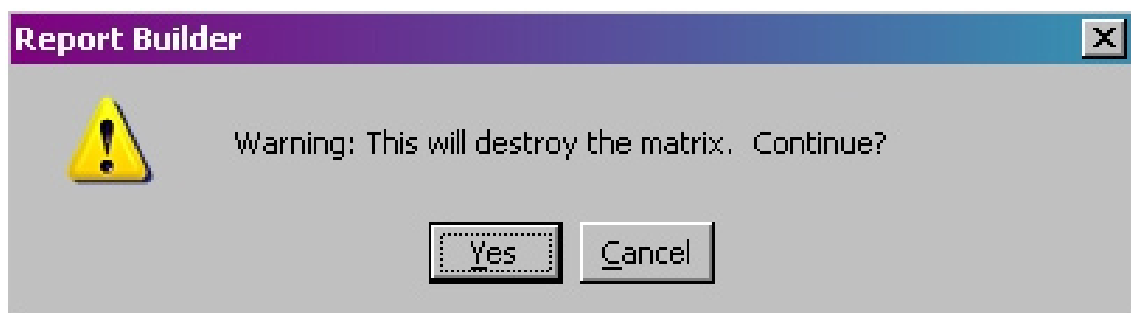 Report Builder
Warning: This will destroy the matrix.  Continue?
Yes
Cancel